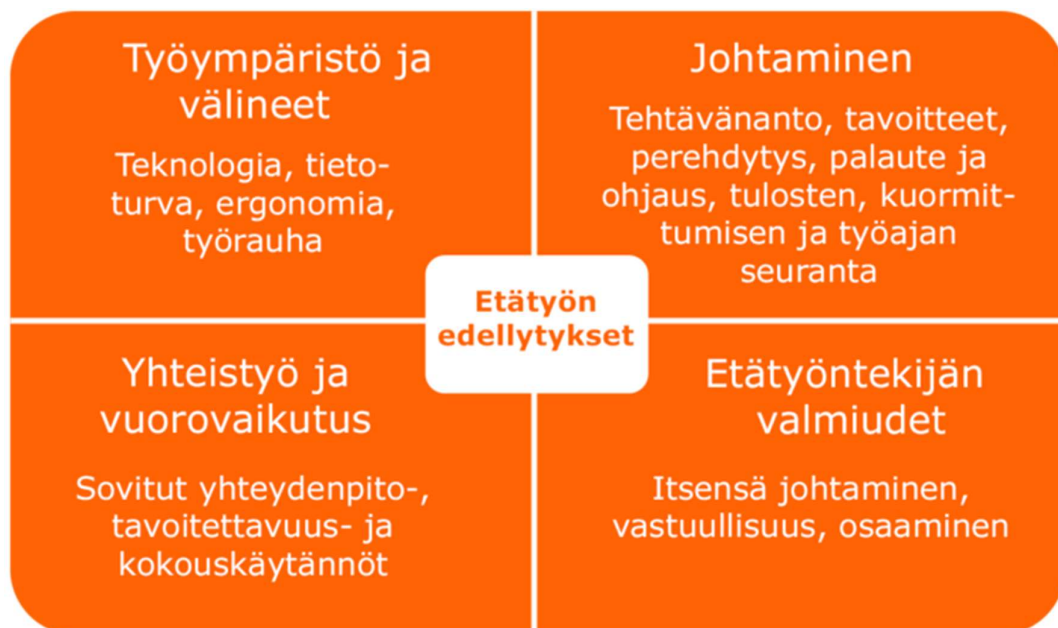 Työympäristö ja
välineet
Teknologia, tieto-
turva, ergonomia,
työrauha
Johtaminen
Tehtävänanto, tavoitteet,
perehdytys, palaute ja
ohjaus, tulosten, kuormit-
tumisen ja työajan
seuranta
Etätyön
edellytykset
Yhteistyö ja
vuorovaikutus
Sovitut yhteydenpito-,
tavoitettavuus- ja
kokouskäytännöt
Etätyöntekijän
valmiudet
Itsensä johtaminen,
vastuullisuus, osaaminen